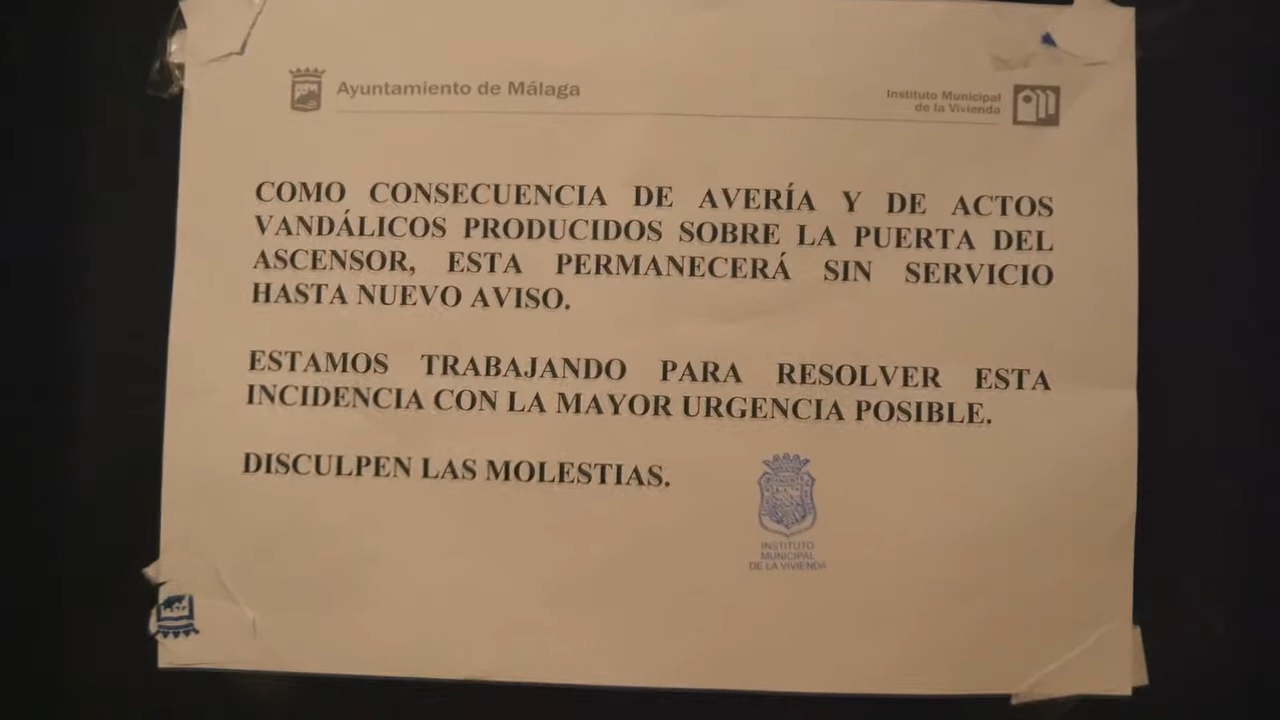 Ayuntamiento de Málaga
Instituto Municipal
de la Vivienda
COMO CONSECUENCIA DE AVERÍA Y DE ACTOS
VANDÁLICOS PRODUCIDOS SOBRE LA PUERTA DEL
ASCENSOR, ESTA PERMANECERÁ SIN SERVICIO
HASTA NUEVO AVISO.
ESTAMOS TRABAJANDO PARA RESOLVER ESTA
INCIDENCIA CON LA MAYOR URGENCIA POSIBLE.
DISCULPEN LAS MOLESTIAS.
INSTITUTO
MUNICIPAL
DE LA VIVIENDA